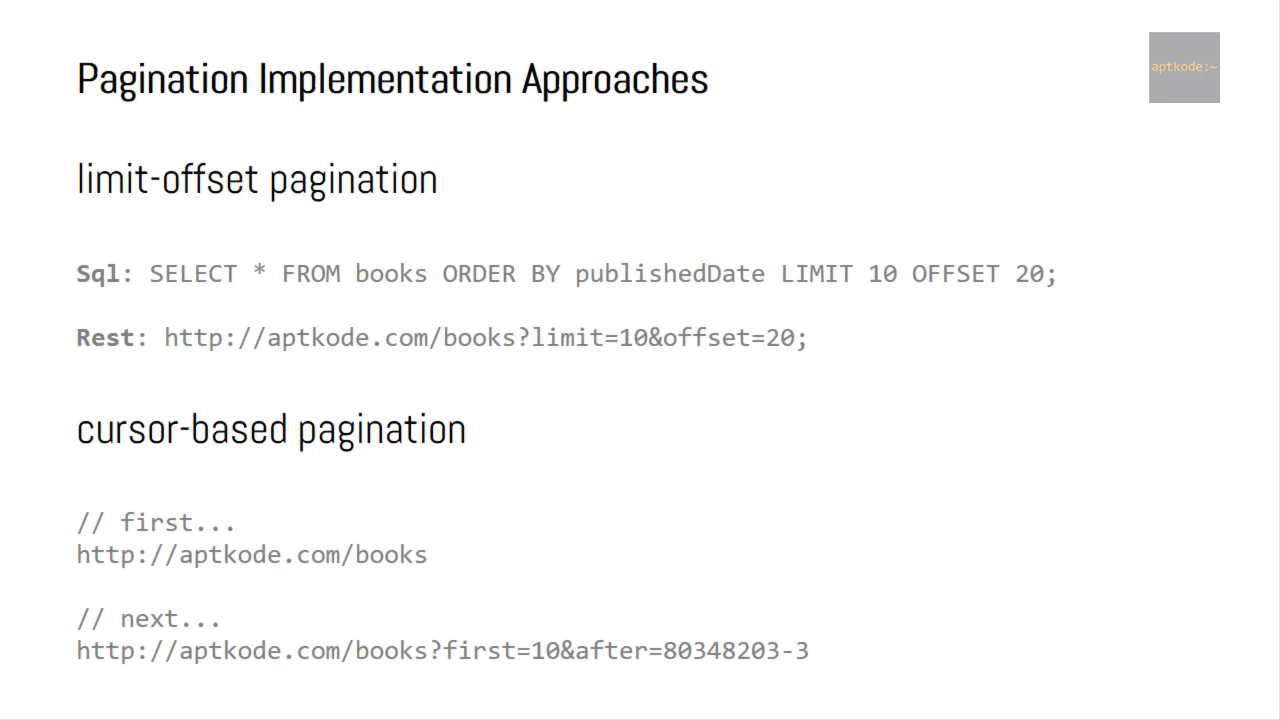 Pagination Implementation Approaches
aptkode:~
limit-offset pagination
Sql: SELECT * FROM books ORDER BY publishedDate LIMIT 10 OFFSET 20;
Rest: http://aptkode.com/books?limit=10&offset=20;
cursor-based pagination
// first...
http://aptkode.com/books
// next...
http://aptkode.com/books?first=10&after=80348203-3